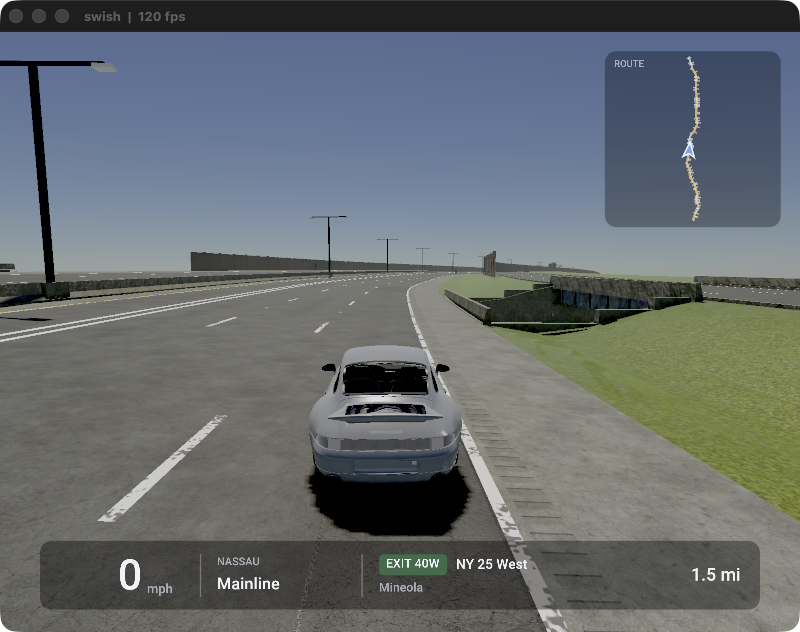 swish | 120 fps
ROUTE
0 mph
NASSAU
Mainline
EXIT 40W NY 25 West
Mineola
1.5 mi